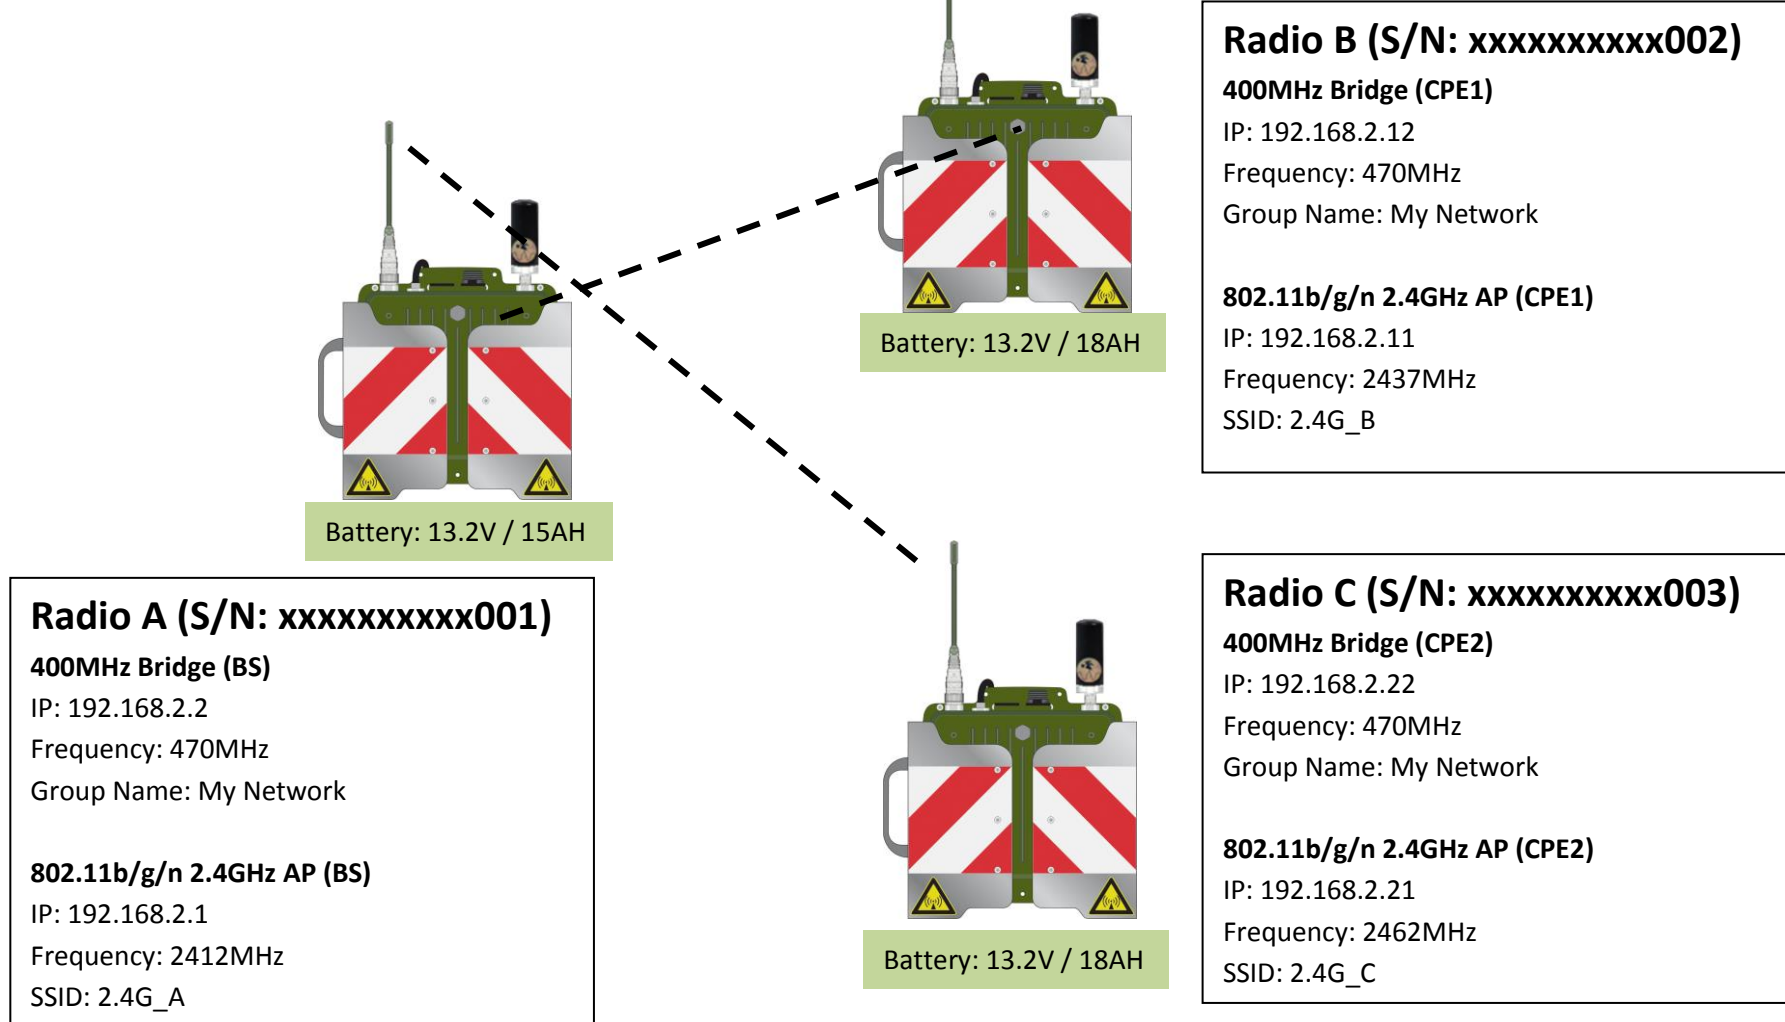 Radio B (S/N: xxxxxxxxxx002)
400MHz Bridge (CPE1)
IP: 192.168.2.12
Frequency: 470MHz
Group Name: My Network
802.11b/g/n 2.4GHz AP (CPE1)
IP: 192.168.2.11
Frequency: 2437MHz
SSID: 2.4G_B
Battery: 13.2V / 18AH
Battery: 13.2V / 15AH
Radio A (S/N: xxxxxxxxxx001)
400MHz Bridge (BS)
IP: 192.168.2.2
Frequency: 470MHz
Group Name: My Network
802.11b/g/n 2.4GHz AP (BS)
IP: 192.168.2.1
Frequency: 2412MHz
SSID: 2.4G_A
Radio C (S/N: xxxxxxxxxx003)
400MHz Bridge (CPE2)
IP: 192.168.2.22
Frequency: 470MHz
Group Name: My Network
802.11b/g/n 2.4GHz AP (CPE2)
IP: 192.168.2.21
Frequency: 2462MHz
SSID: 2.4G_C
Battery: 13.2V / 18AH